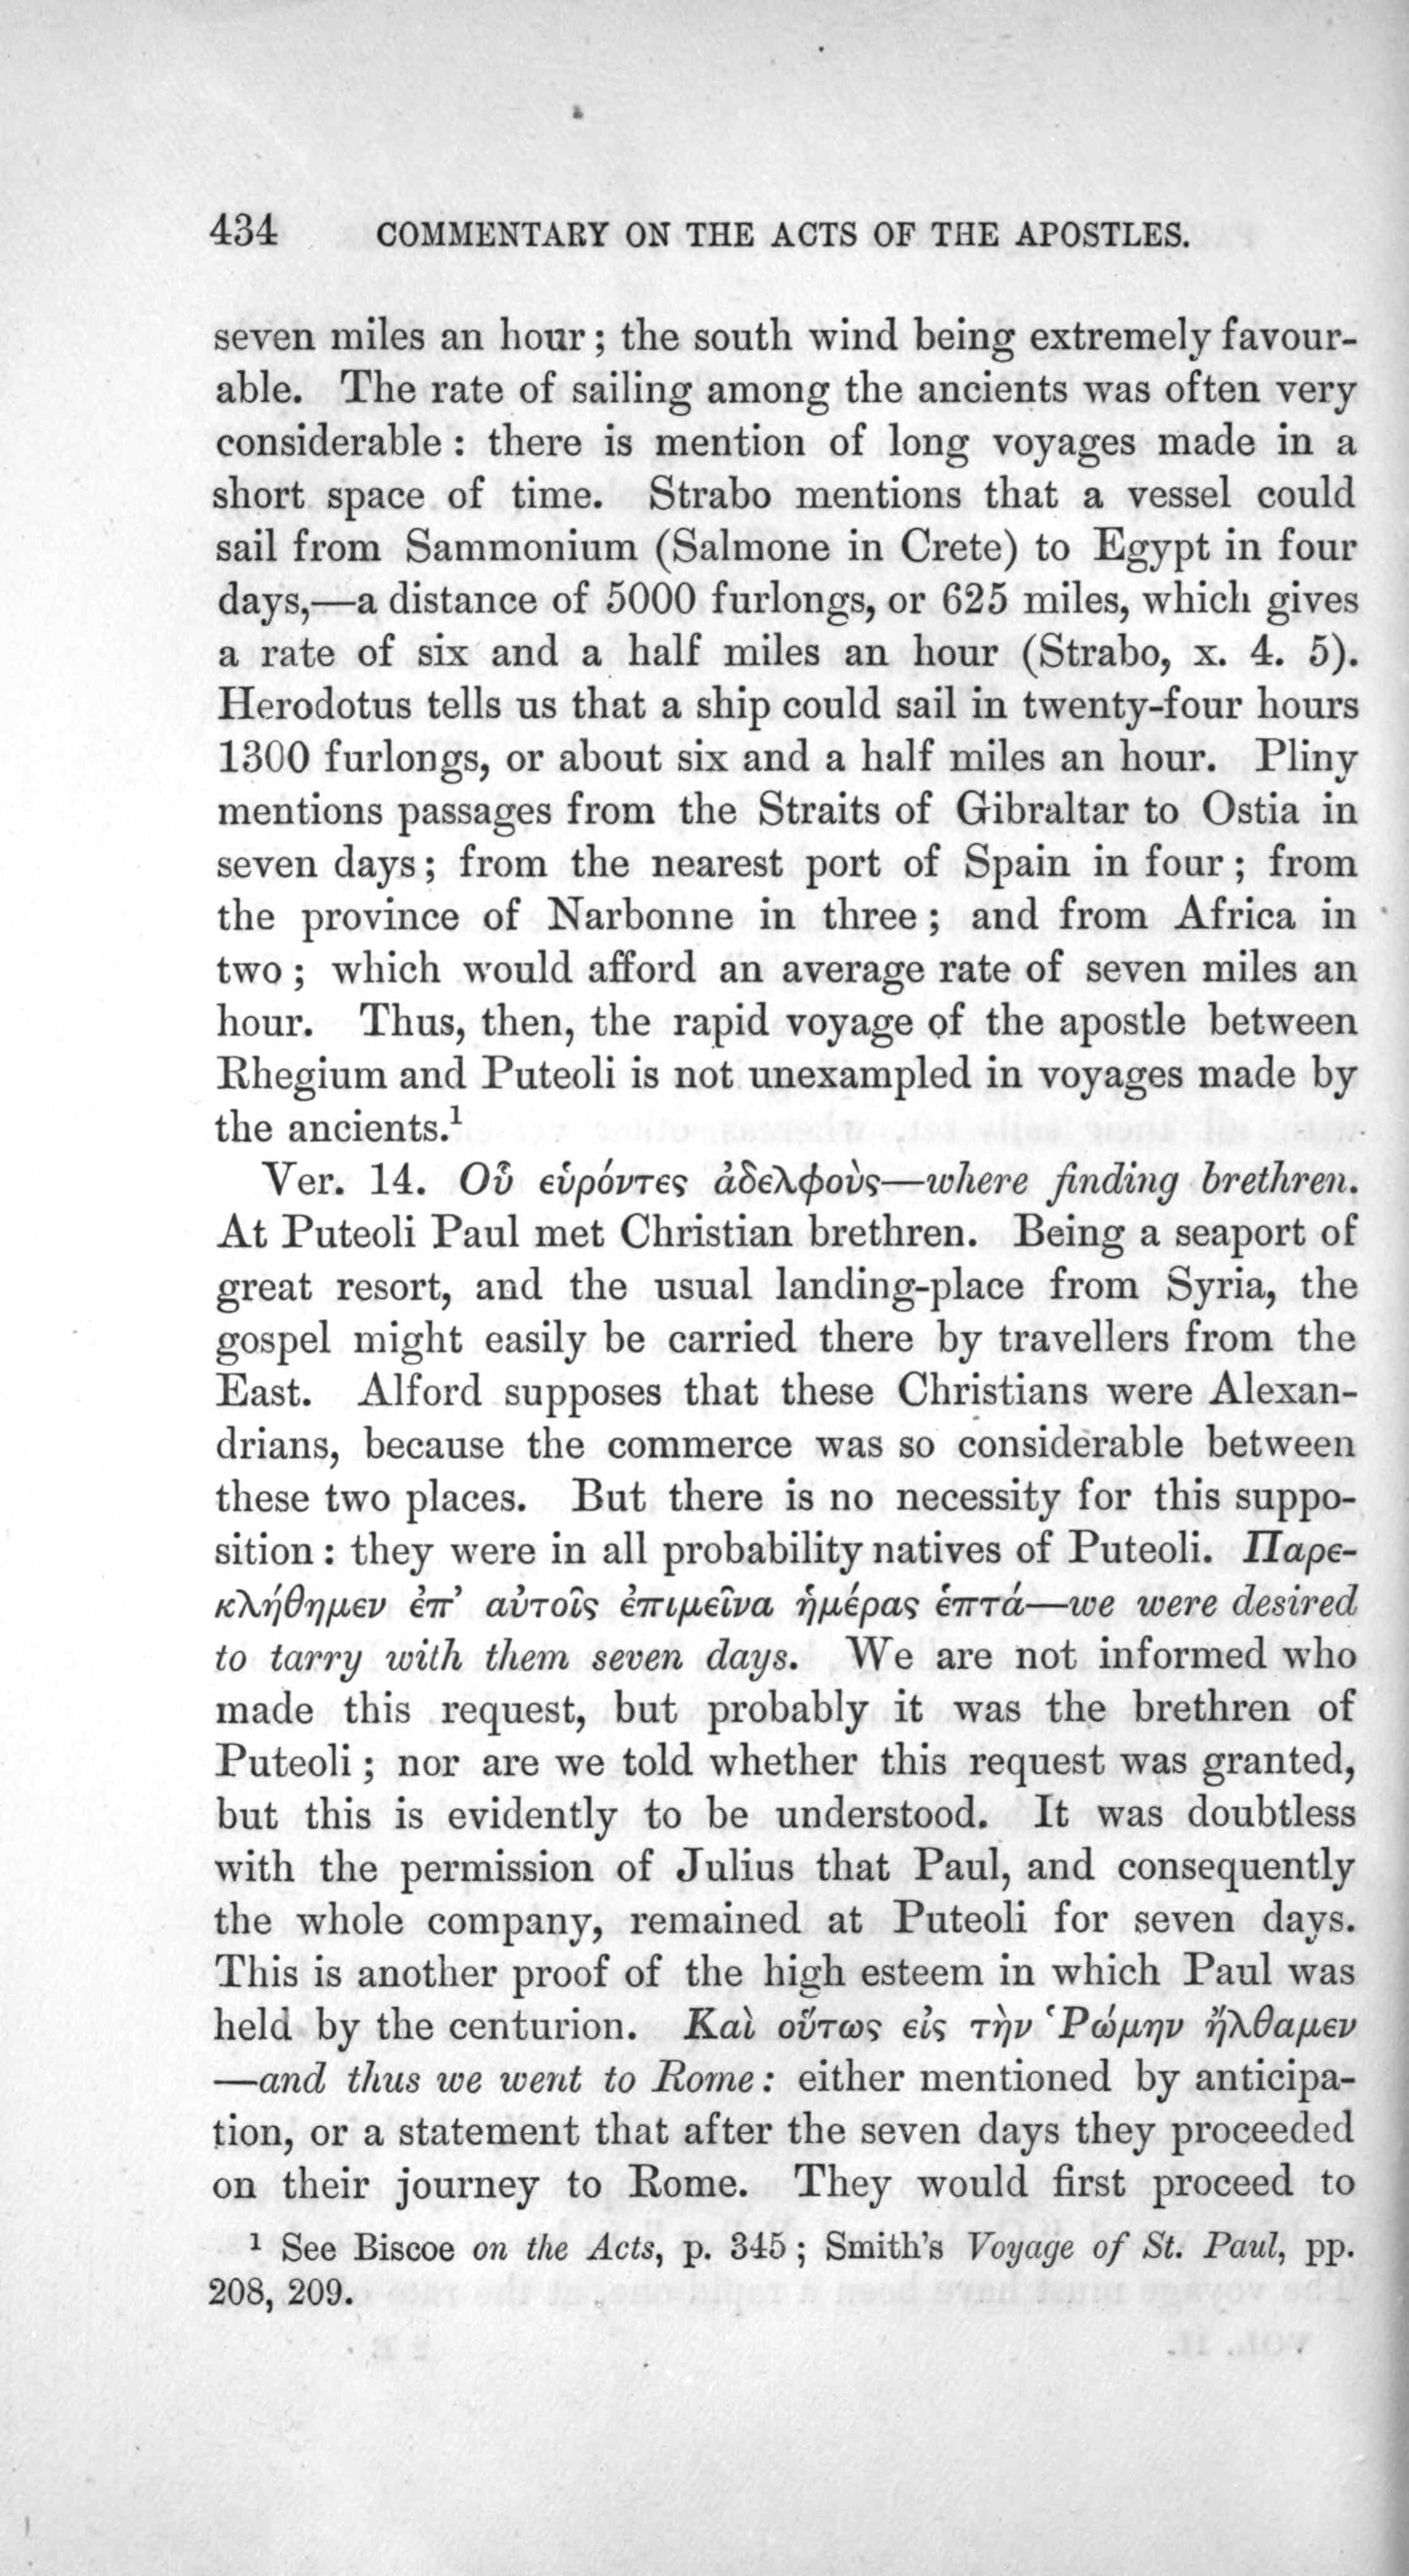 434 COMMENTARY ON THE ACTS OF THE APOSTLES.
seven miles an hour; the south wind being extremely favour-
able. The rate of sailing among the ancients was often very
considerable: there is mention of long voyages made in a
short space of time. Strabo mentions that a vessel could
sail from Sammonium (Salmone in Crete) to Egypt in four
days,—a distance of 5000 furlongs, or 625 miles, which gives
a rate of six and a half miles an hour (Strabo, x. 4. 5).
Herodotus tells us that a ship could sail in twenty-four hours
1300 furlongs, or about six and a half miles an hour. Pliny
mentions passages from the Straits of Gibraltar to Ostia in
seven days; from the nearest port of Spain in four; from
the province of Narbonne in three; and from Africa in
two; which would afford an average rate of seven miles an
hour. Thus, then, the rapid voyage of the apostle between
Rhegium and Puteoli is not unexampled in voyages made by
the ancients.¹
Ver. 14. Οὗ εὑρόντες ἀδελφοὺς—where finding brethren.
At Puteoli Paul met Christian brethren. Being a seaport of
great resort, and the usual landing-place from Syria, the
gospel might easily be carried there by travellers from the
East. Alford supposes that these Christians were Alexan-
drians, because the commerce was so considerable between
these two places. But there is no necessity for this suppo-
sition: they were in all probability natives of Puteoli. Παρε-
κλήθημεν ἐπ’ αὐτοῖς ἐπιμεῖνα ἡμέρας ἑπτά—we were desired
to tarry with them seven days. We are not informed who
made this request, but probably it was the brethren of
Puteoli; nor are we told whether this request was granted,
but this is evidently to be understood. It was doubtless
with the permission of Julius that Paul, and consequently
the whole company, remained at Puteoli for seven days.
This is another proof of the high esteem in which Paul was
held by the centurion. Καὶ οὕτως εἰς τὴν Ῥώμην ἤλθαμεν
—and thus we went to Rome: either mentioned by anticipa-
tion, or a statement that after the seven days they proceeded
on their journey to Rome. They would first proceed to
¹ See Biscoe on the Acts, p. 345; Smith's Voyage of St. Paul, pp.
208, 209.